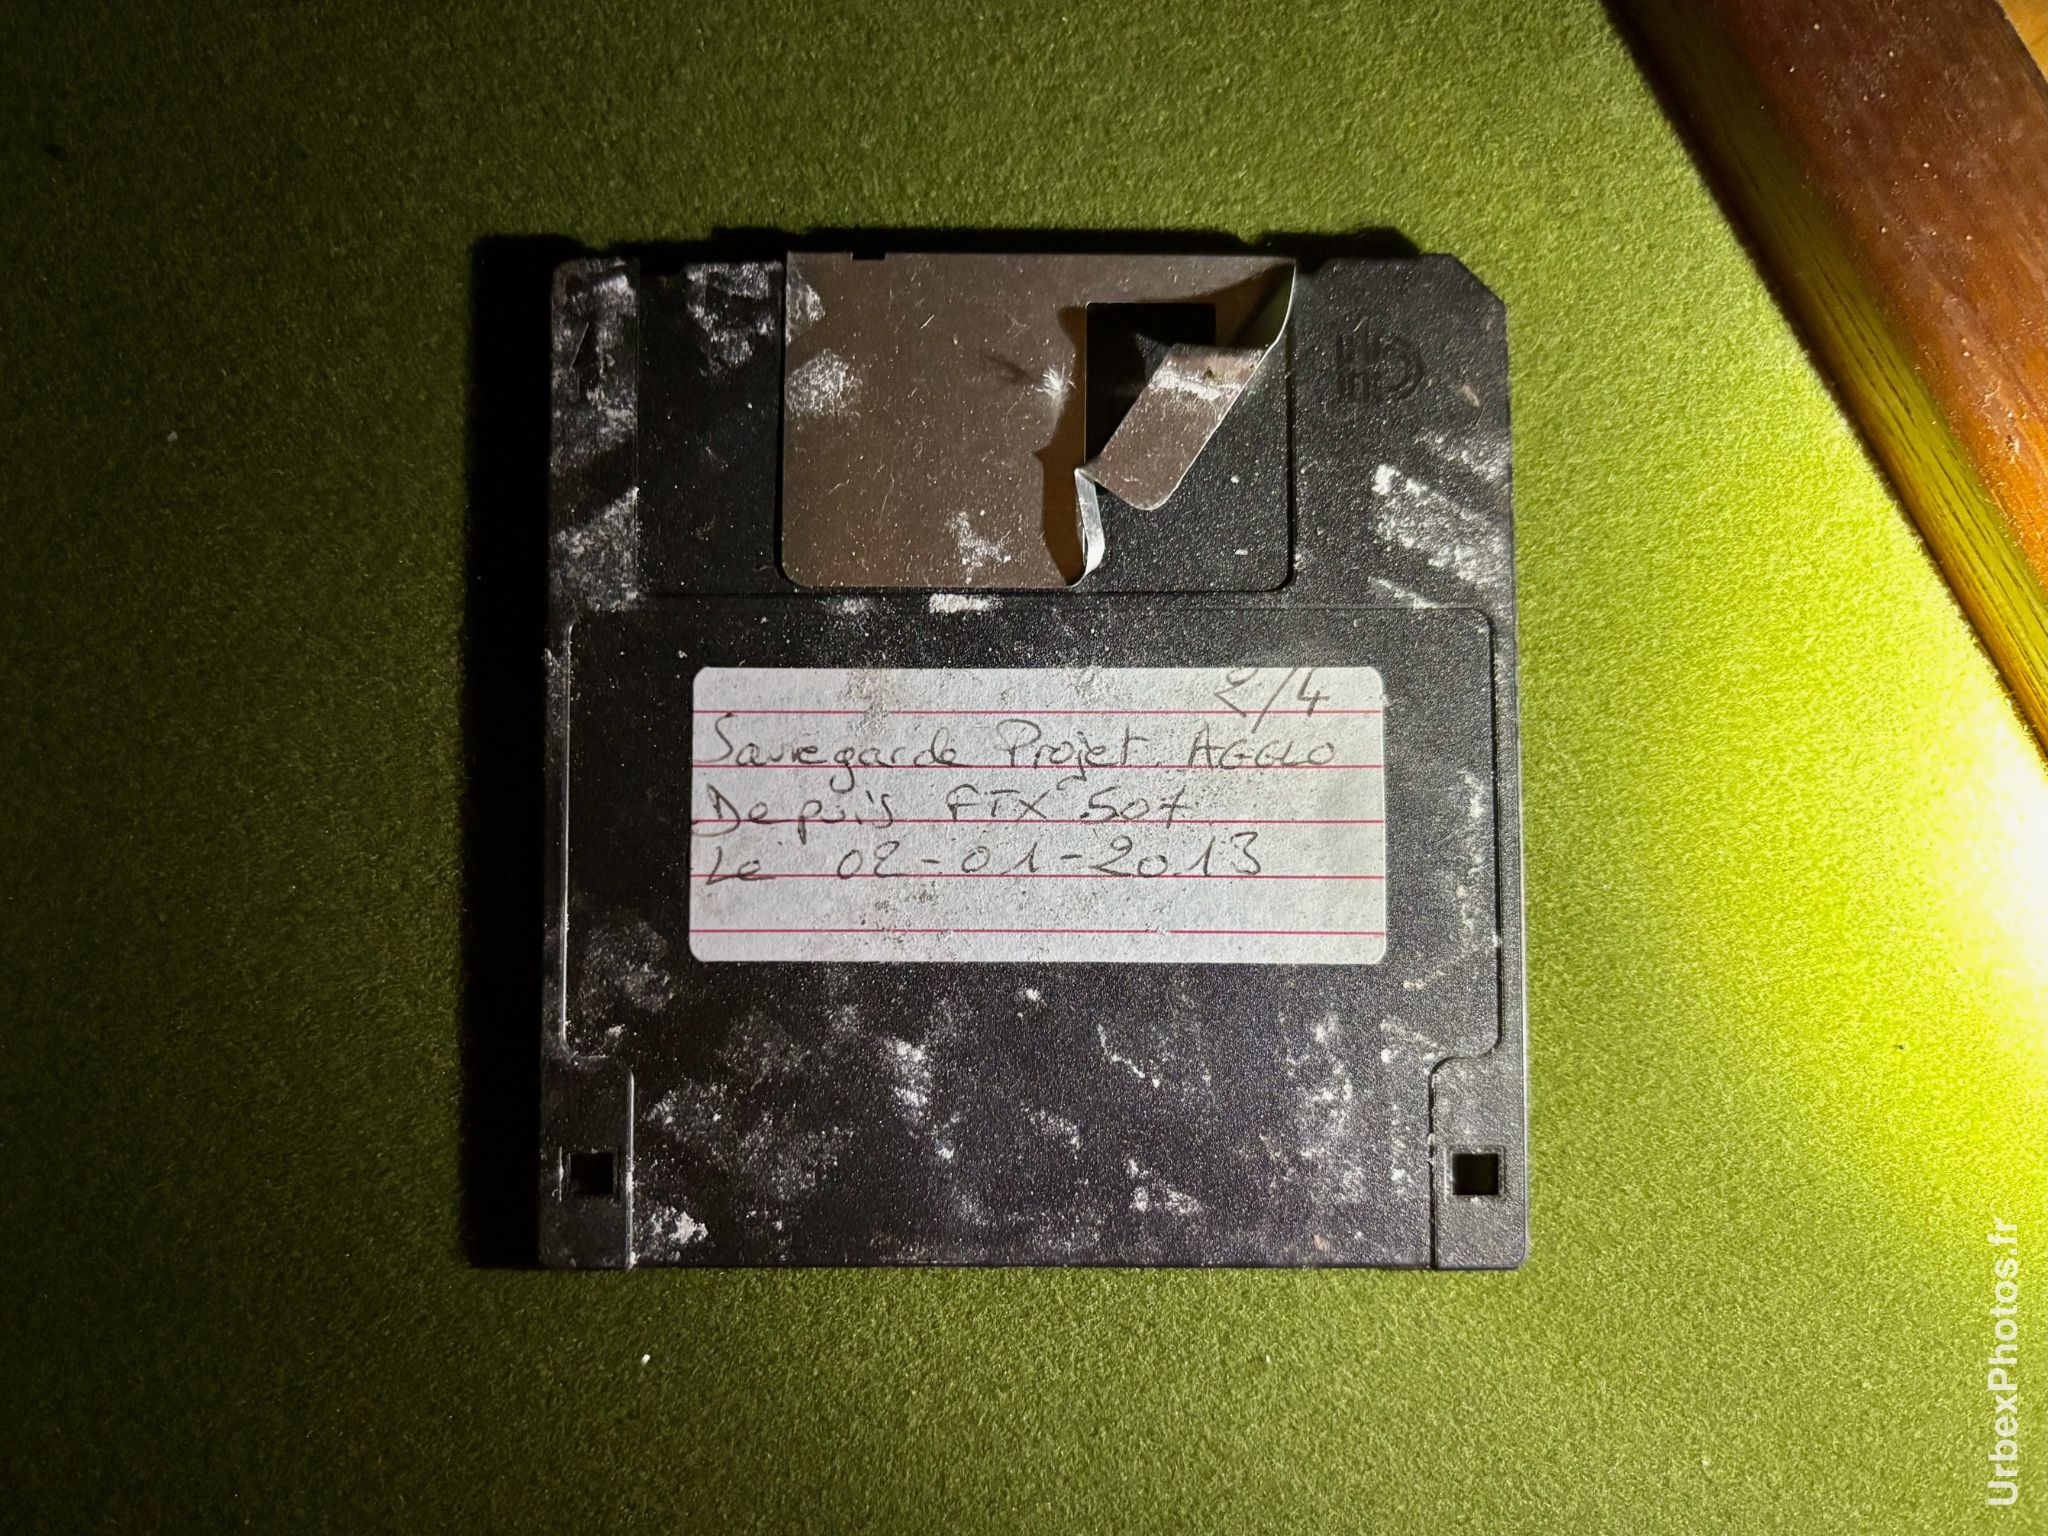 HD
2/4
Sauvegarde Projet AGGLO
Depuis FTX 507
Le 02-01-2013
UrbexPhotos.fr